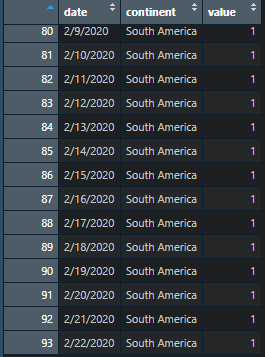 date continent value
80 2/9/2020 South America 1
81 2/10/2020 South America 1
82 2/11/2020 South America 1
83 2/12/2020 South America 1
84 2/13/2020 South America 1
85 2/14/2020 South America 1
86 2/15/2020 South America 1
87 2/16/2020 South America 1
88 2/17/2020 South America 1
89 2/18/2020 South America 1
90 2/19/2020 South America 1
91 2/20/2020 South America 1
92 2/21/2020 South America 1
93 2/22/2020 South America 1